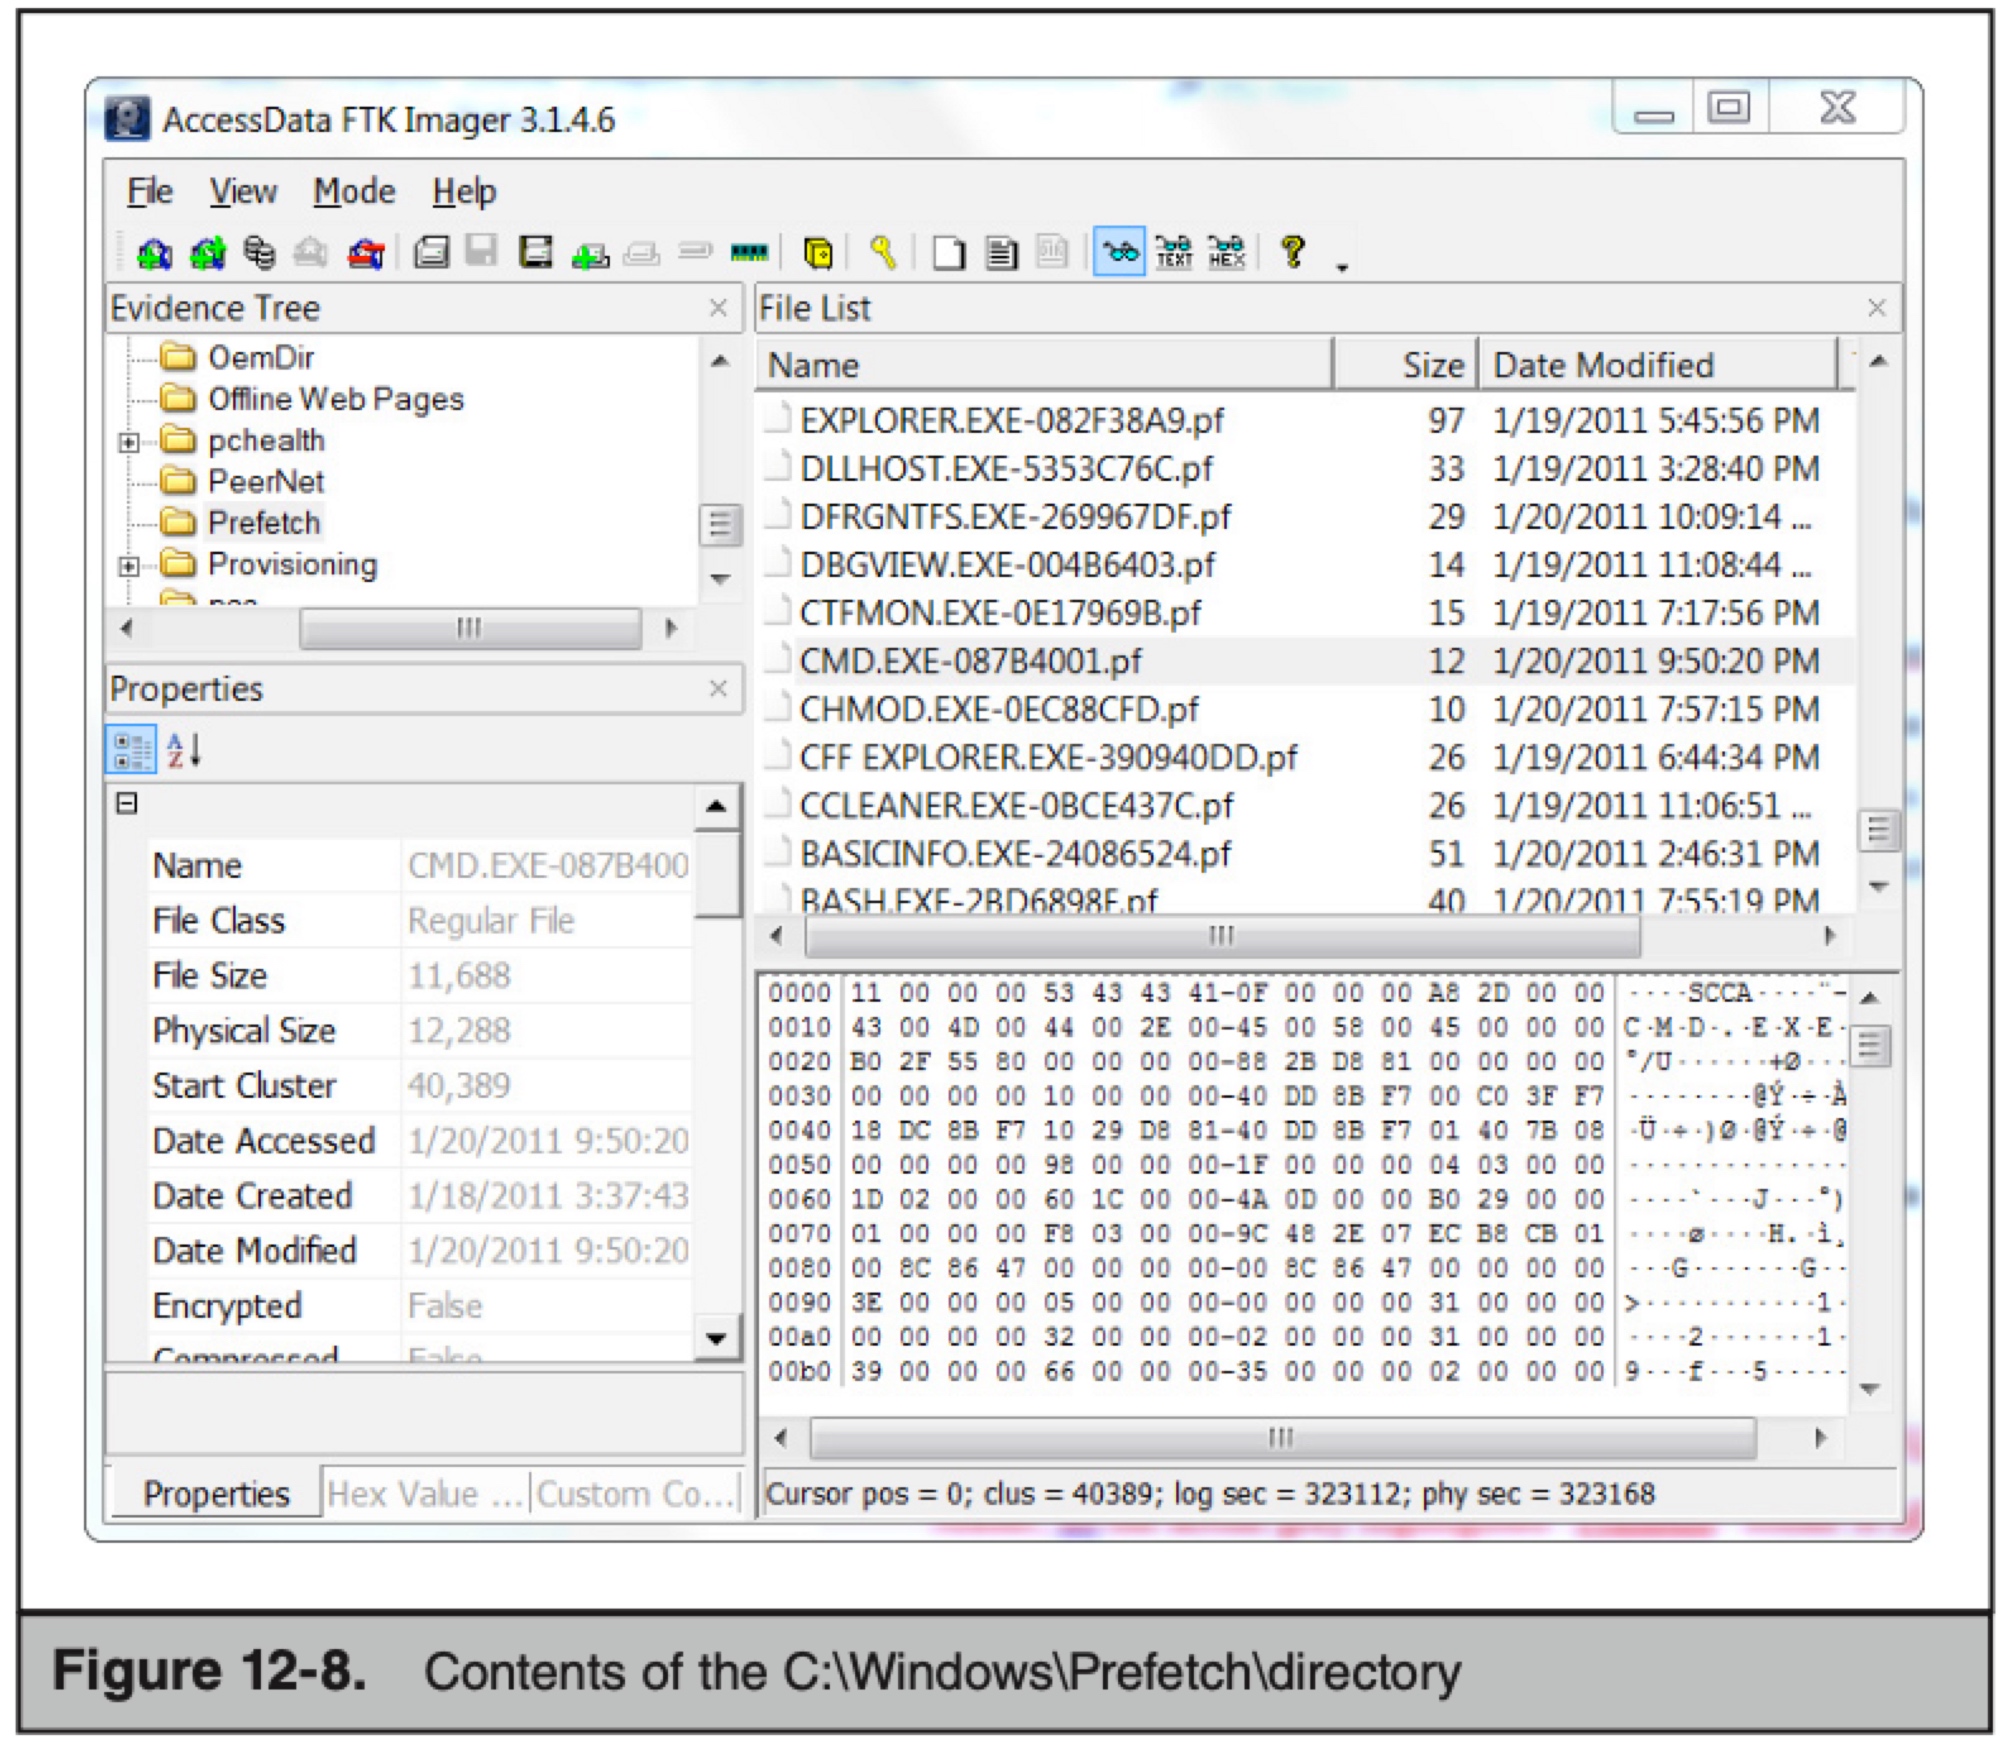 AccessData FTK Imager 3.1.4.6
File View Mode Help
TEXT HEX
Evidence Tree
OemDir
Offline Web Pages
pchealth
PeerNet
Prefetch
Provisioning
Properties
Name CMD.EXE-087B400
File Class Regular File
File Size 11,688
Physical Size 12,288
Start Cluster 40,389
Date Accessed 1/20/2011 9:50:20
Date Created 1/18/2011 3:37:43
Date Modified 1/20/2011 9:50:20
Encrypted False
Compressed False
Properties Hex Value ... Custom Co...
File List
Name Size Date Modified
EXPLORER.EXE-082F38A9.pf 97 1/19/2011 5:45:56 PM
DLLHOST.EXE-5353C76C.pf 33 1/19/2011 3:28:40 PM
DFRGNTFS.EXE-269967DF.pf 29 1/20/2011 10:09:14 ...
DBGVIEW.EXE-004B6403.pf 14 1/19/2011 11:08:44 ...
CTFMON.EXE-0E17969B.pf 15 1/19/2011 7:17:56 PM
CMD.EXE-087B4001.pf 12 1/20/2011 9:50:20 PM
CHMOD.EXE-0EC88CFD.pf 10 1/20/2011 7:57:15 PM
CFF EXPLORER.EXE-390940DD.pf 26 1/19/2011 6:44:34 PM
CCLEANER.EXE-0BCE437C.pf 26 1/19/2011 11:06:51 ...
BASICINFO.EXE-24086524.pf 51 1/20/2011 2:46:31 PM
BASH.EXE-2BD6898E.pf 40 1/20/2011 7:55:19 PM
0000 11 00 00 00 53 43 43 41-0F 00 00 00 A8 2D 00 00 ····SCCA····¨-
0010 43 00 4D 00 44 00 2E 00-45 00 58 00 45 00 00 00 C·M·D·.·E·X·E·
0020 B0 2F 55 80 00 00 00 00-88 2B D8 81 00 00 00 00 °/U······+Ø···
0030 00 00 00 00 10 00 00 00-40 DD 8B F7 00 C0 3F F7 ········@Ý·÷·À
0040 18 DC 8B F7 10 29 D8 81-40 DD 8B F7 01 40 7B 08 ·Ü·÷·)Ø·@Ý·÷·@
0050 00 00 00 00 98 00 00 00-1F 00 00 00 04 03 00 00 ··············
0060 1D 02 00 00 60 1C 00 00-4A 0D 00 00 B0 29 00 00 ····`···J···°)
0070 01 00 00 00 F8 03 00 00-9C 48 2E 07 EC B8 CB 01 ····ø····H.·ì¸
0080 00 8C 86 47 00 00 00 00-00 8C 86 47 00 00 00 00 ···G·······G··
0090 3E 00 00 00 05 00 00 00-00 00 00 00 31 00 00 00 >···········1·
00a0 00 00 00 00 32 00 00 00-02 00 00 00 31 00 00 00 ····2·······1·
00b0 39 00 00 00 66 00 00 00-35 00 00 00 02 00 00 00 9···f···5·····
Cursor pos = 0; clus = 40389; log sec = 323112; phy sec = 323168
Figure 12-8. Contents of the C:\Windows\Prefetch\directory